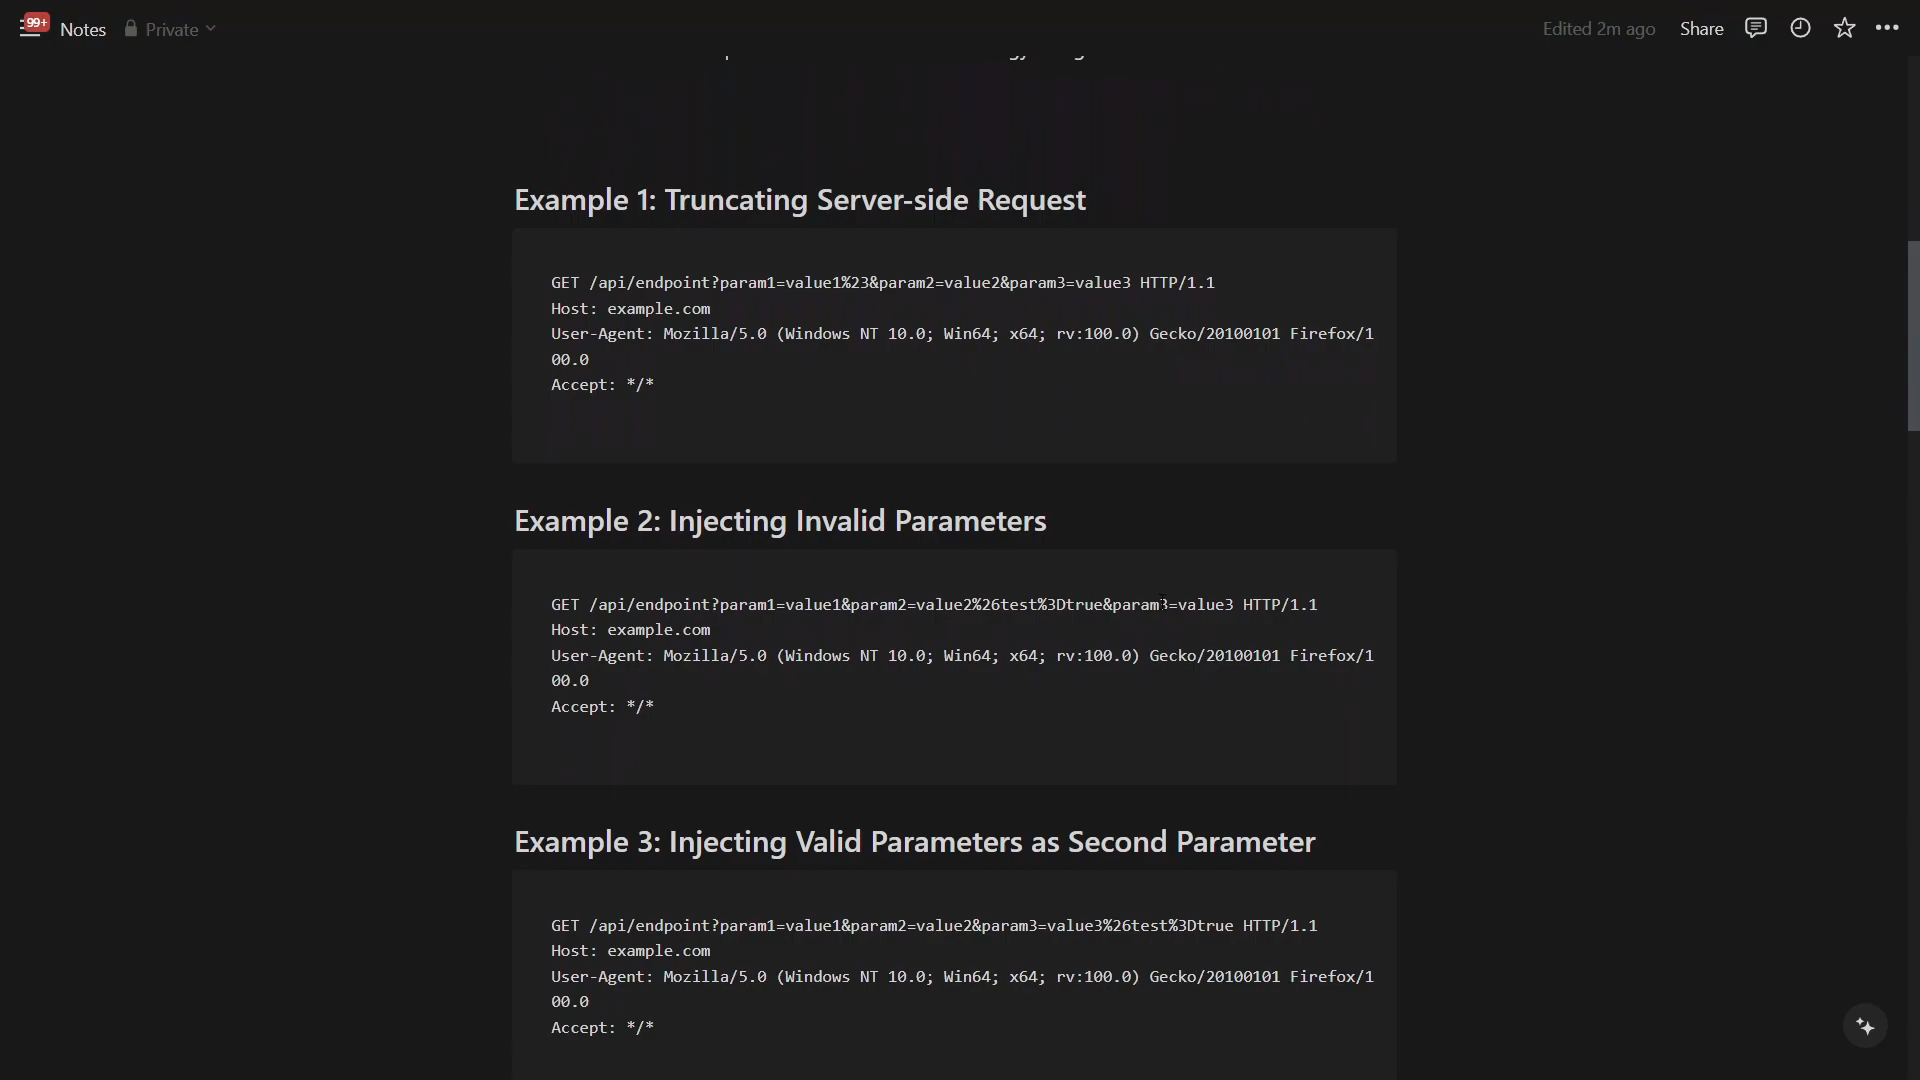 99+
Notes
Private
Edited 2m ago
Share
Example 1: Truncating Server-side Request
GET /api/endpoint?param1=value1%23&param2=value2&param3=value3 HTTP/1.1
Host: example.com
User-Agent: Mozilla/5.0 (Windows NT 10.0; Win64; x64; rv:100.0) Gecko/20100101 Firefox/1
00.0
Accept: */*
Example 2: Injecting Invalid Parameters
GET /api/endpoint?param1=value1&param2=value2%26test%3Dtrue&param3=value3 HTTP/1.1
Host: example.com
User-Agent: Mozilla/5.0 (Windows NT 10.0; Win64; x64; rv:100.0) Gecko/20100101 Firefox/1
00.0
Accept: */*
Example 3: Injecting Valid Parameters as Second Parameter
GET /api/endpoint?param1=value1&param2=value2&param3=value3%26test%3Dtrue HTTP/1.1
Host: example.com
User-Agent: Mozilla/5.0 (Windows NT 10.0; Win64; x64; rv:100.0) Gecko/20100101 Firefox/1
00.0
Accept: */*